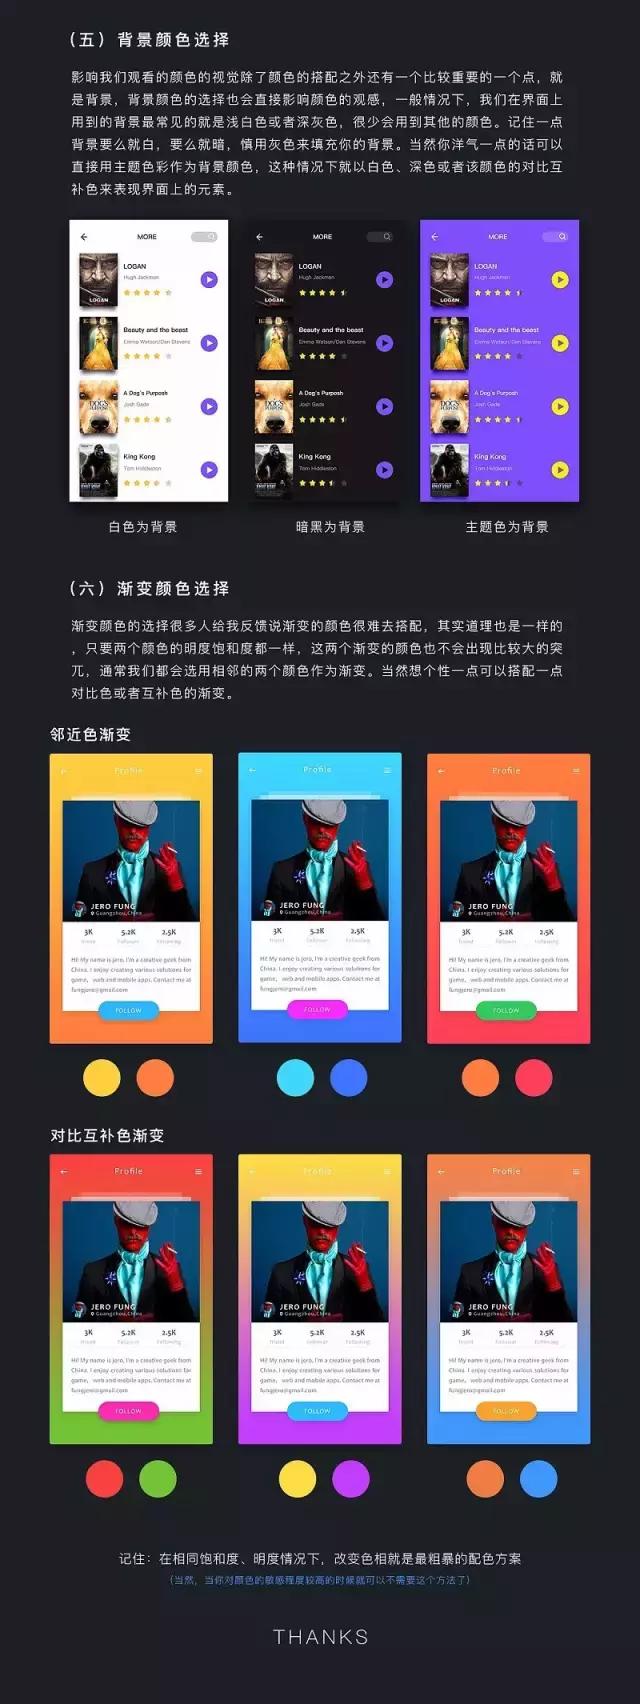 （五）背景颜色选择
影响我们观看的颜色的视觉除了颜色的搭配之外还有一个比较重要的一个点，就
是背景，背景颜色的选择也会直接影响颜色的观感，一般情况下，我们在界面上
用到的背景最常见的就是浅白色或者深灰色，很少会用到其他的颜色。记住一点
背景要么就白，要么就暗，慎用灰色来填充你的背景。当然你洋气一点的话可以
直接用主题色彩作为背景颜色，这种情况下就以白色、深色或者该颜色的对比互
补色来表现界面上的元素。
MORE
LOGAN
Hugh Jackman
LOGAN
Beauty and the beast
Emma Watson/Dan Stevens
A Dog's Purposh
Josh Gads
DOG'S
PURPOSE
King Kong
Tom Hiddleston
MORE
LOGAN
Hugh Jackman
LOGAN
Beauty and the beast
Emma Watson/Dan Stevens
A Dog's Purposh
Josh Gads
DOG'S
PURPOSE
King Kong
Tom Hiddleston
MORE
LOGAN
Hugh Jackman
LOGAN
Beauty and the beast
Emma Watson/Dan Stevens
A Dog's Purposh
Josh Gads
DOG'S
PURPOSE
King Kong
Tom Hiddleston
白色为背景
暗黑为背景
主题色为背景
（六）渐变颜色选择
渐变颜色的选择很多人给我反馈说渐变的颜色很难去搭配，其实道理也是一样的
，只要两个颜色的明度饱和度都一样，这两个渐变的颜色也不会出现比较大的突
兀，通常我们都会选用相邻的两个颜色作为渐变。当然想个性一点可以搭配一点
对比色或者互补色的渐变。
邻近色渐变
Profile
JERO FUNG
Guangzhou,China
3K 5.2K 2.5K
friend Follower Following
Hi! My name is jero, I'm a creative geek from
China. I enjoy creating various solutions for
game, web and mobile apps. Contact me at
fungjero@gmail.com
FOLLOW
Profile
JERO FUNG
Guangzhou,China
3K 5.2K 2.5K
friend Follower Following
Hi! My name is jero, I'm a creative geek from
China. I enjoy creating various solutions for
game, web and mobile apps. Contact me at
fungjero@gmail.com
FOLLOW
Profile
JERO FUNG
Guangzhou,China
3K 5.2K 2.5K
friend Follower Following
Hi! My name is jero, I'm a creative geek from
China. I enjoy creating various solutions for
game, web and mobile apps. Contact me at
fungjero@gmail.com
FOLLOW
对比互补色渐变
Profile
JERO FUNG
Guangzhou,China
3K 5.2K 2.5K
friend Follower Following
Hi! My name is jero, I'm a creative geek from
China. I enjoy creating various solutions for
game, web and mobile apps. Contact me at
fungjero@gmail.com
FOLLOW
Profile
JERO FUNG
Guangzhou,China
3K 5.2K 2.5K
friend Follower Following
Hi! My name is jero, I'm a creative geek from
China. I enjoy creating various solutions for
game, web and mobile apps. Contact me at
fungjero@gmail.com
FOLLOW
Profile
JERO FUNG
Guangzhou,China
3K 5.2K 2.5K
friend Follower Following
Hi! My name is jero, I'm a creative geek from
China. I enjoy creating various solutions for
game, web and mobile apps. Contact me at
fungjero@gmail.com
FOLLOW
记住：在相同饱和度、明度情况下，改变色相就是最粗暴的配色方案
（当然，当你对颜色的敏感程度较高的时候就可以不需要这个方法了）
THANKS